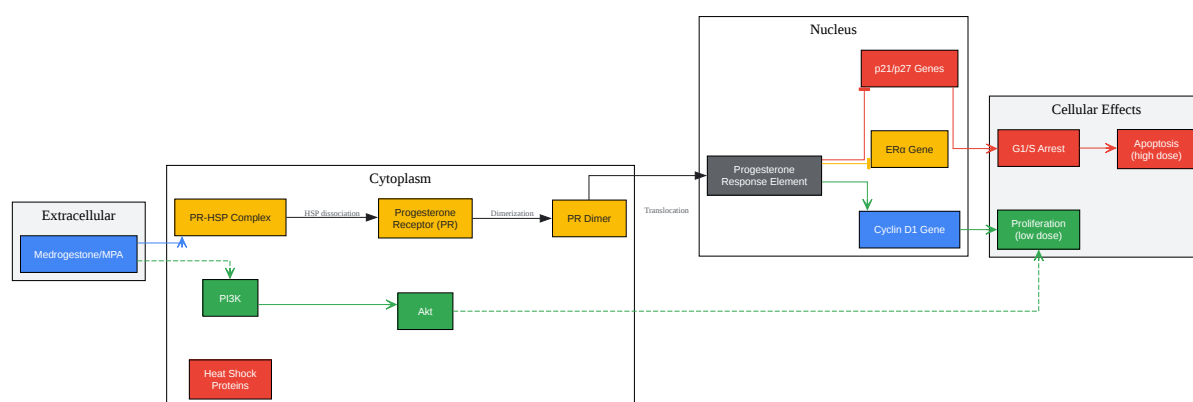 Extracellular
Medrogestone/MPA
Cytoplasm
PR-HSP Complex
HSP dissociation
Progesterone
Receptor (PR)
Dimerization
PR Dimer
PI3K
Akt
Heat Shock
Proteins
Translocation
Nucleus
p21/p27 Genes
ERα Gene
Progesterone
Response Element
Cyclin D1 Gene
Cellular Effects
G1/S Arrest
Apoptosis
(high dose)
Proliferation
(low dose)